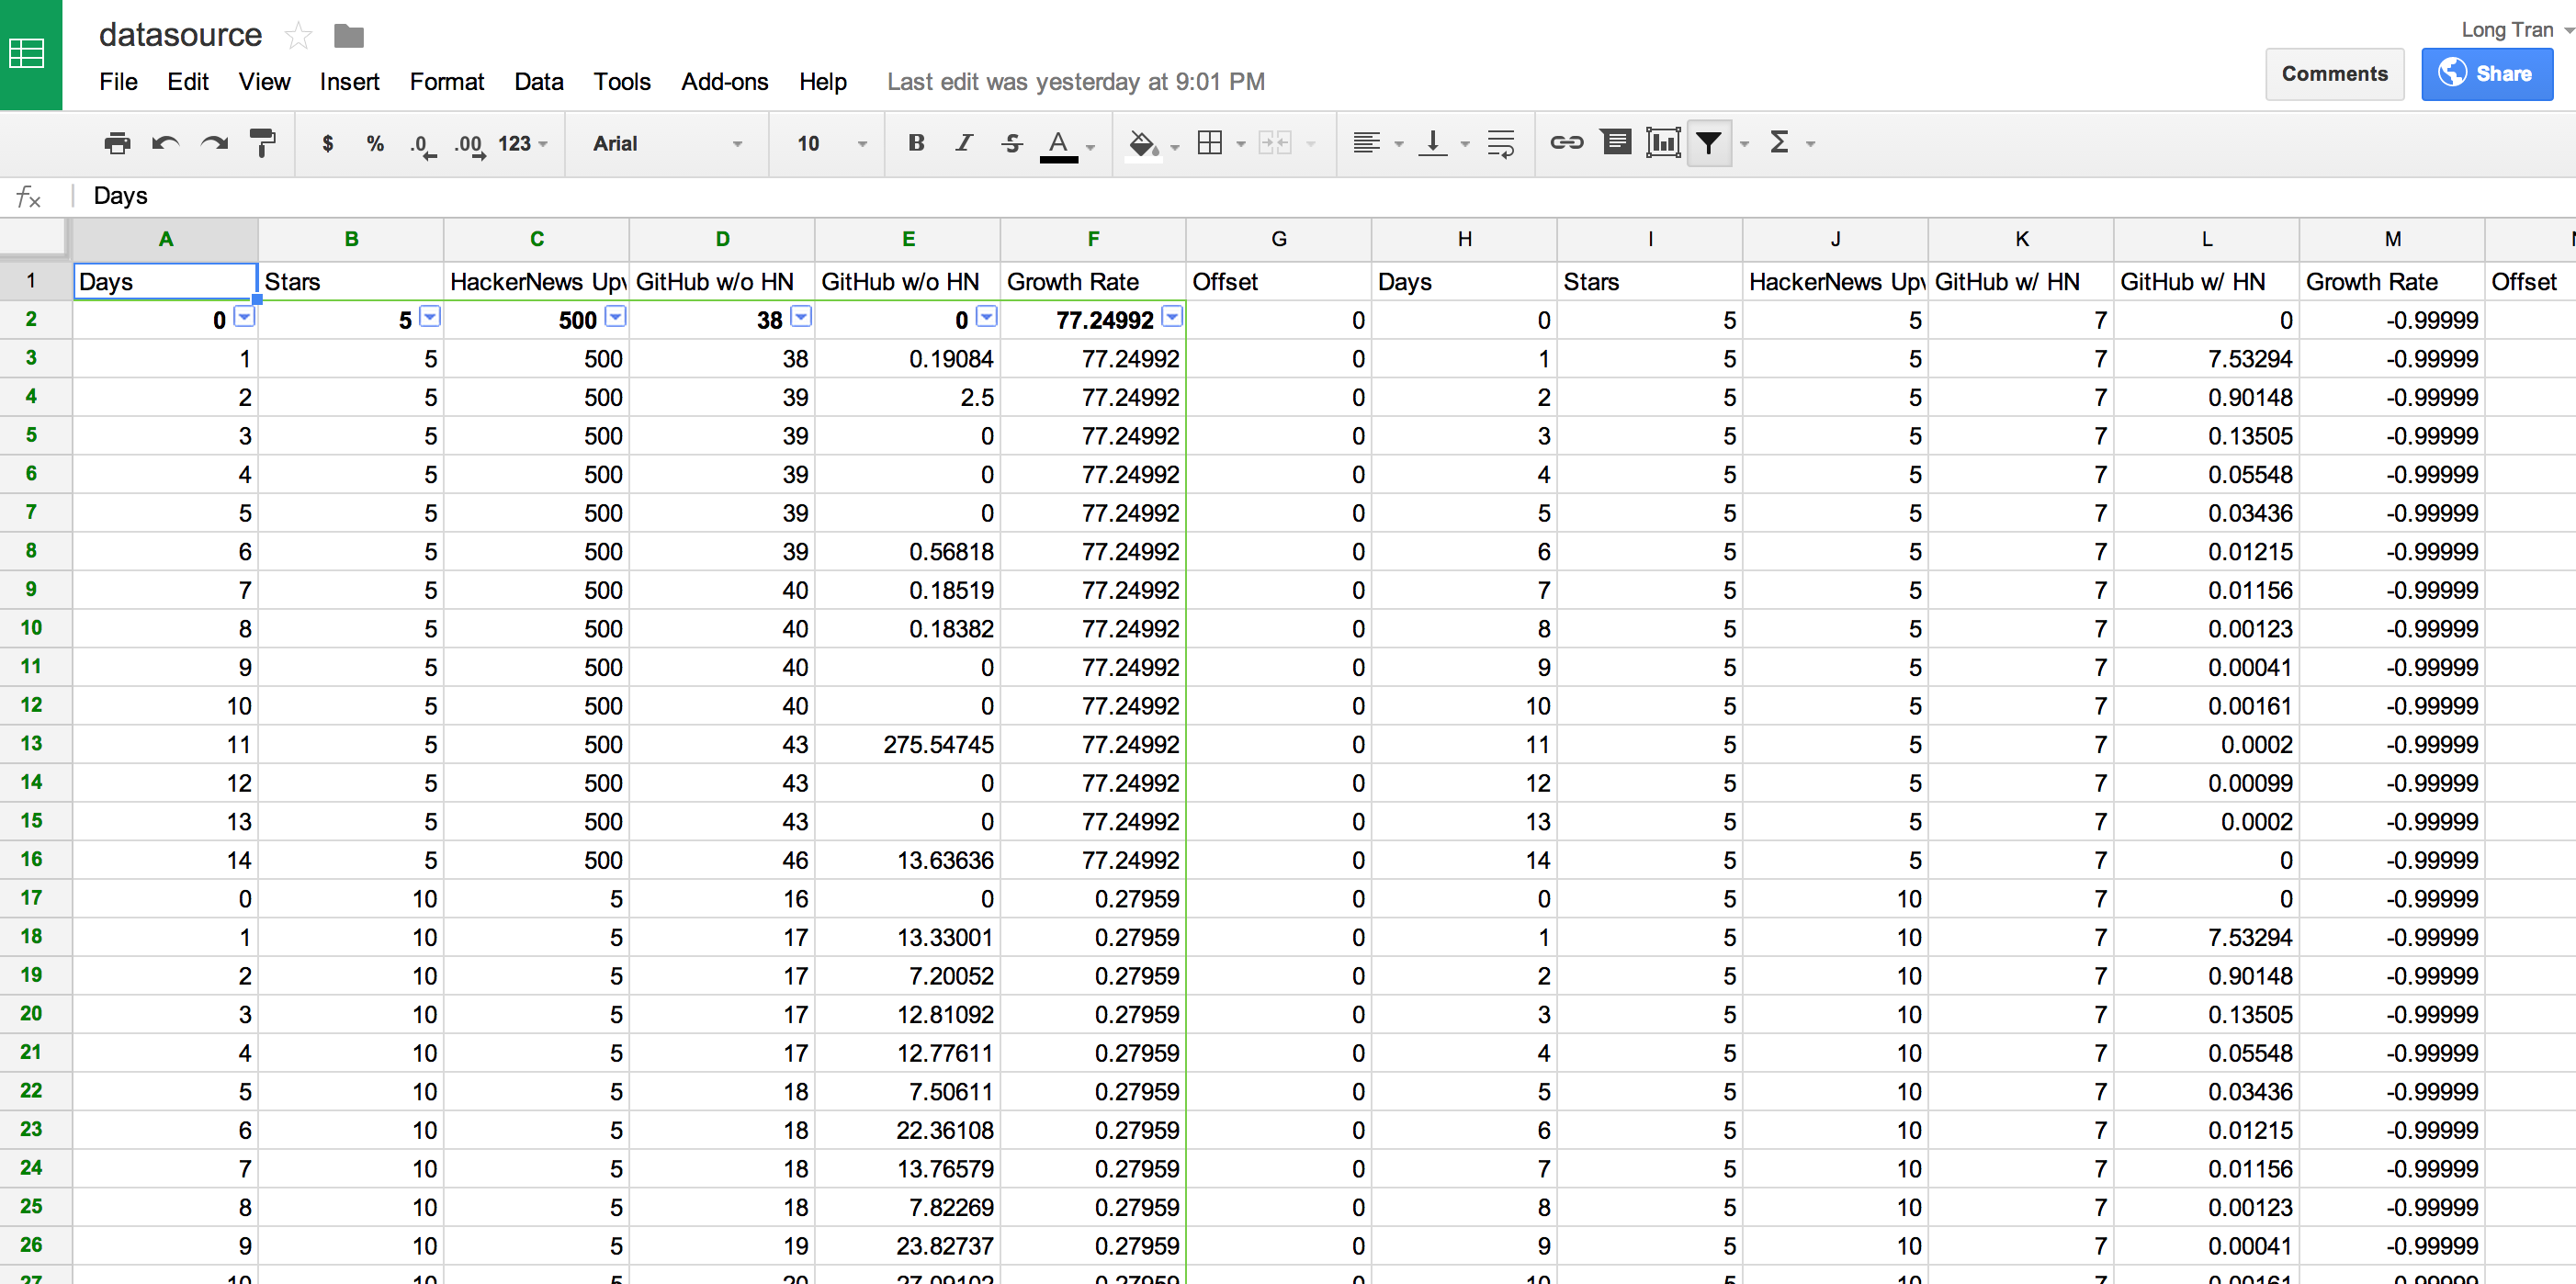 datasource
Long Tran
File Edit View Insert Format Data Tools Add-ons Help Last edit was yesterday at 9:01 PM
Comments Share
$ % .0 .00 123 Arial 10 B I S A Σ
fx Days
A B C D E F G H I J K L M
1 Days Stars HackerNews Upv GitHub w/o HN GitHub w/o HN Growth Rate Offset Days Stars HackerNews Upv GitHub w/ HN GitHub w/ HN Growth Rate Offset
2 0 5 500 38 0 77.24992 0 0 5 5 7 0 -0.99999
3 1 5 500 38 0.19084 77.24992 0 1 5 5 7 7.53294 -0.99999
4 2 5 500 39 2.5 77.24992 0 2 5 5 7 0.90148 -0.99999
5 3 5 500 39 0 77.24992 0 3 5 5 7 0.13505 -0.99999
6 4 5 500 39 0 77.24992 0 4 5 5 7 0.05548 -0.99999
7 5 5 500 39 0 77.24992 0 5 5 5 7 0.03436 -0.99999
8 6 5 500 39 0.56818 77.24992 0 6 5 5 7 0.01215 -0.99999
9 7 5 500 40 0.18519 77.24992 0 7 5 5 7 0.01156 -0.99999
10 8 5 500 40 0.18382 77.24992 0 8 5 5 7 0.00123 -0.99999
11 9 5 500 40 0 77.24992 0 9 5 5 7 0.00041 -0.99999
12 10 5 500 40 0 77.24992 0 10 5 5 7 0.00161 -0.99999
13 11 5 500 43 275.54745 77.24992 0 11 5 5 7 0.0002 -0.99999
14 12 5 500 43 0 77.24992 0 12 5 5 7 0.00099 -0.99999
15 13 5 500 43 0 77.24992 0 13 5 5 7 0.0002 -0.99999
16 14 5 500 46 13.63636 77.24992 0 14 5 5 7 0 -0.99999
17 0 10 5 16 0 0.27959 0 0 5 10 7 0 -0.99999
18 1 10 5 17 13.33001 0.27959 0 1 5 10 7 7.53294 -0.99999
19 2 10 5 17 7.20052 0.27959 0 2 5 10 7 0.90148 -0.99999
20 3 10 5 17 12.81092 0.27959 0 3 5 10 7 0.13505 -0.99999
21 4 10 5 17 12.77611 0.27959 0 4 5 10 7 0.05548 -0.99999
22 5 10 5 18 7.50611 0.27959 0 5 5 10 7 0.03436 -0.99999
23 6 10 5 18 22.36108 0.27959 0 6 5 10 7 0.01215 -0.99999
24 7 10 5 18 13.76579 0.27959 0 7 5 10 7 0.01156 -0.99999
25 8 10 5 18 7.82269 0.27959 0 8 5 10 7 0.00123 -0.99999
26 9 10 5 19 23.82737 0.27959 0 9 5 10 7 0.00041 -0.99999